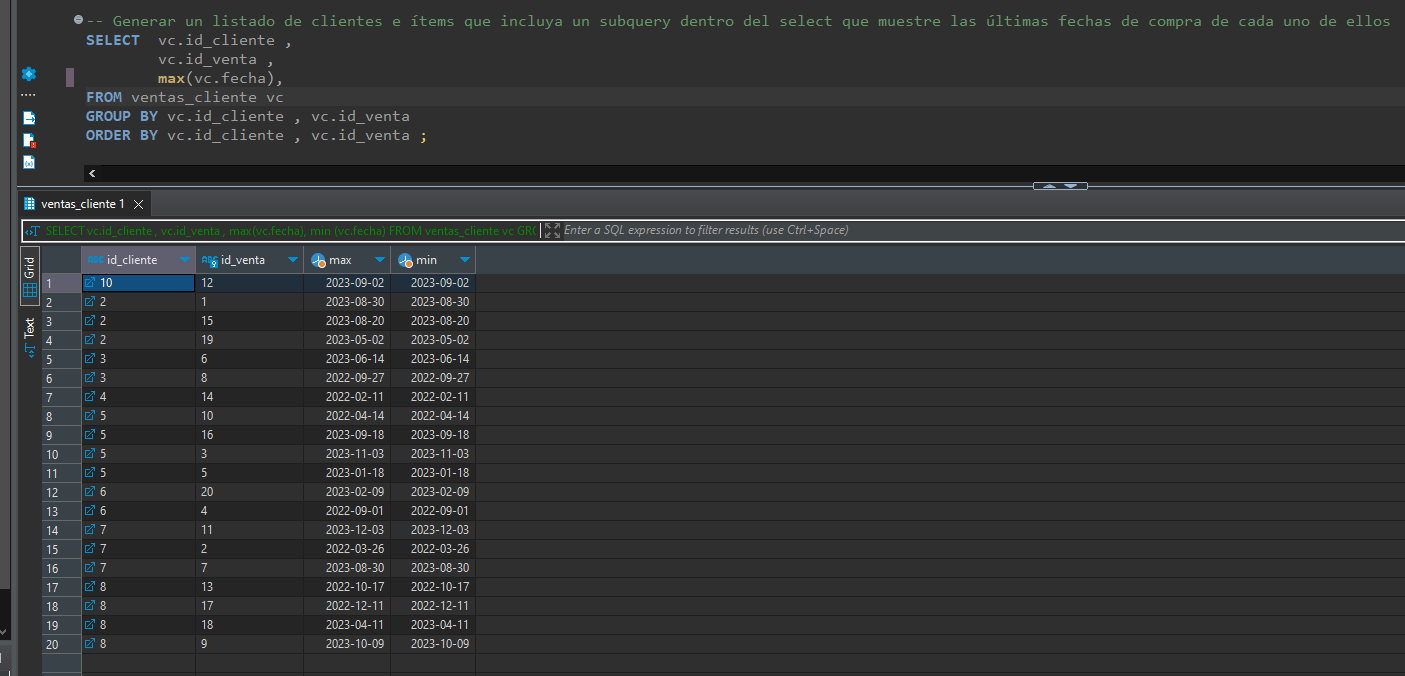 -- Generar un listado de clientes e ítems que incluya un subquery dentro del select que muestre las últimas fechas de compra de cada uno de ellos
SELECT vc.id_cliente ,
vc.id_venta ,
max(vc.fecha),
FROM ventas_cliente vc
GROUP BY vc.id_cliente , vc.id_venta
ORDER BY vc.id_cliente , vc.id_venta ;
ventas_cliente 1
SELECT vc.id_cliente , vc.id_venta , max(vc.fecha), min (vc.fecha) FROM ventas_cliente vc GRO
Enter a SQL expression to filter results (use Ctrl+Space)
Grid
Text
ABC id_cliente ABC id_venta max min
1 10 12 2023-09-02 2023-09-02
2 2 1 2023-08-30 2023-08-30
3 2 15 2023-08-20 2023-08-20
4 2 19 2023-05-02 2023-05-02
5 3 6 2023-06-14 2023-06-14
6 3 8 2022-09-27 2022-09-27
7 4 14 2022-02-11 2022-02-11
8 5 10 2022-04-14 2022-04-14
9 5 16 2023-09-18 2023-09-18
10 5 3 2023-11-03 2023-11-03
11 5 5 2023-01-18 2023-01-18
12 6 20 2023-02-09 2023-02-09
13 6 4 2022-09-01 2022-09-01
14 7 11 2023-12-03 2023-12-03
15 7 2 2022-03-26 2022-03-26
16 7 7 2023-08-30 2023-08-30
17 8 13 2022-10-17 2022-10-17
18 8 17 2022-12-11 2022-12-11
19 8 18 2023-04-11 2023-04-11
20 8 9 2023-10-09 2023-10-09